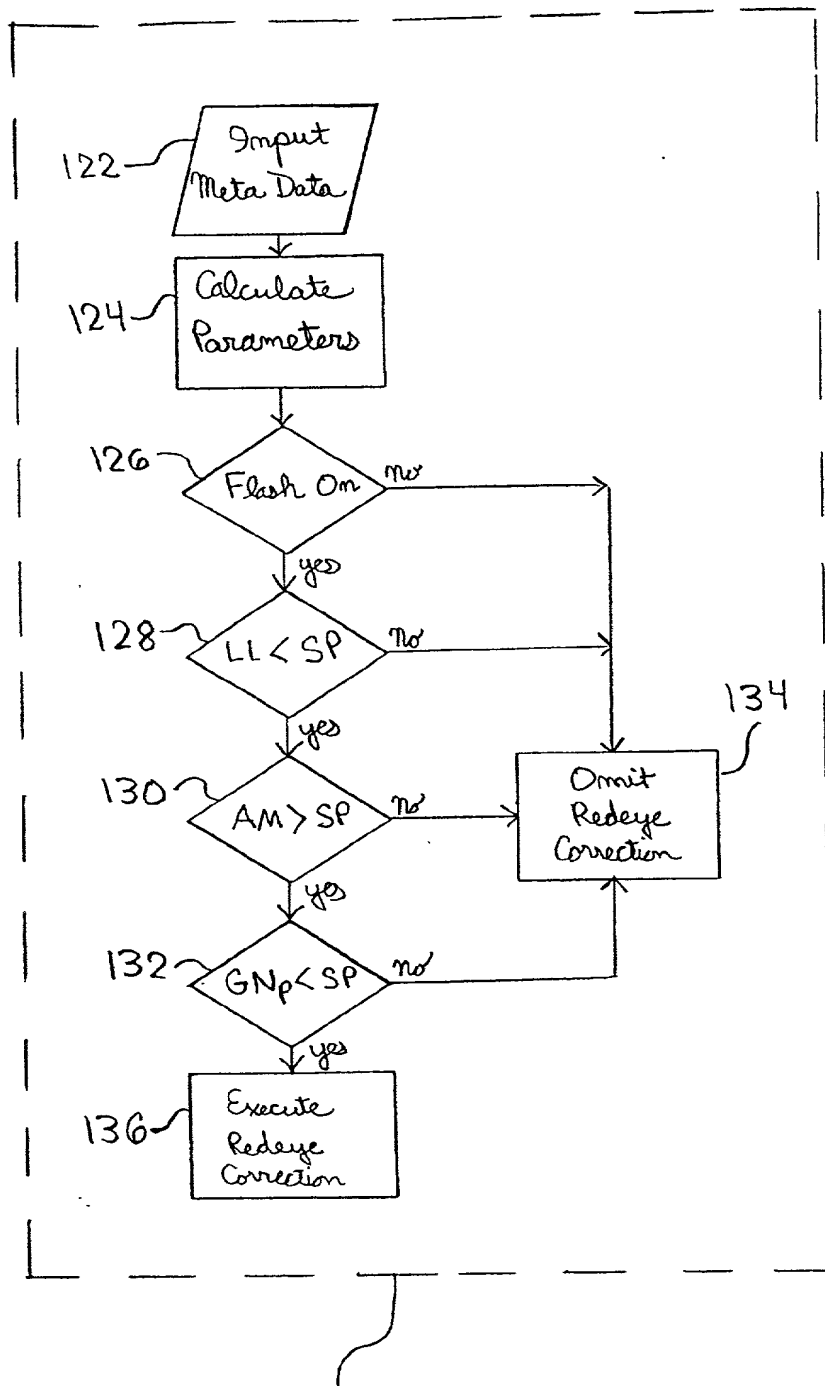 122
Input
Meta Data
124
Calculate
Parameters
126
Flash On
no
yes
128
LL < SP
no
yes
134
Omit
Redeye
Correction
130
AM > SP
no
yes
132
GNp < SP
no
yes
136
Execute
Redeye
Correction